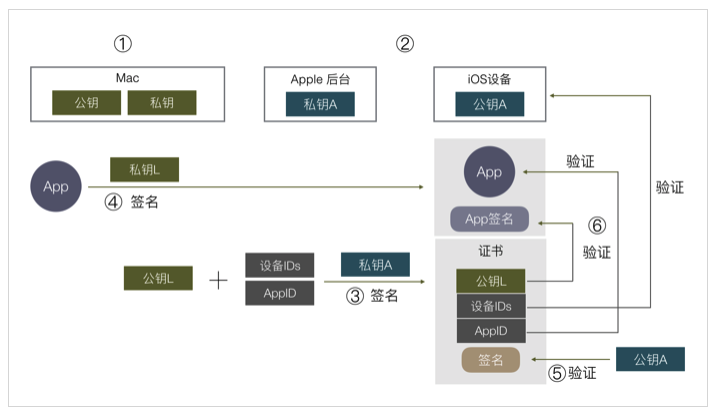 ①
②
Mac
公钥
私钥
Apple 后台
私钥A
iOS设备
公钥A
App
私钥L
④ 签名
App
App签名
验证
验证
⑥
验证
公钥L
+
设备IDs
AppID
私钥A
③ 签名
证书
公钥L
设备IDs
AppID
签名
⑤验证
公钥A